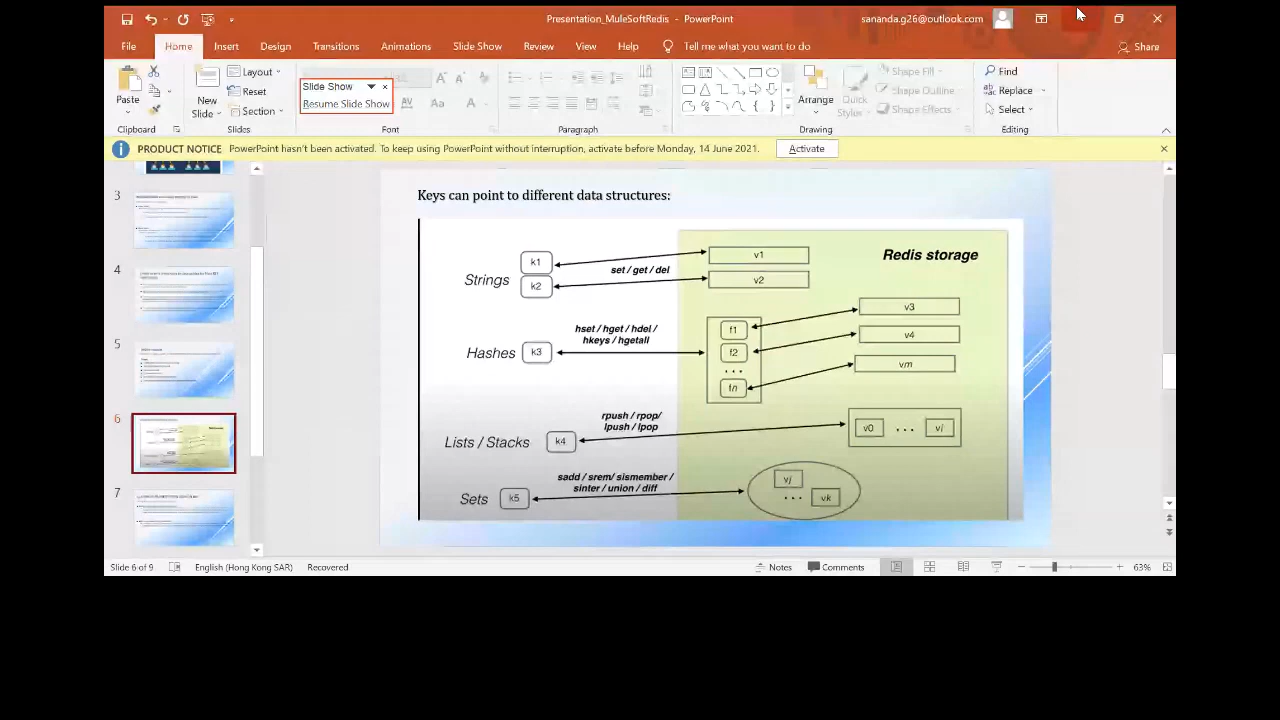 Presentation_MuleSoftRedis - PowerPoint
sananda.g26@outlook.com
File Home Insert Design Transitions Animations Slide Show Review View Help Tell me what you want to do Share
Paste
Clipboard
New
Slide
Layout
Reset
Section
Slides
Slide Show
Resume Slide Show
Font
Paragraph
Arrange
Quick
Styles
Shape Fill
Shape Outline
Shape Effects
Drawing
Find
Replace
Select
Editing
PRODUCT NOTICE PowerPoint hasn't been activated. To keep using PowerPoint without interruption, activate before Monday, 14 June 2021. Activate
3
4
5
6
7
Keys can point to different data structures:
Redis storage
Strings
k1
k2
set / get / del
v1
v2
Hashes
k3
hset / hget / hdel /
hkeys / hgetall
f1
f2
...
fn
v3
v4
vm
Lists / Stacks
k4
rpush / rpop/
lpush / lpop
v0 ... vi
Sets
k5
sadd / srem/ sismember /
sinter / union / diff
vj
... vk
Slide 6 of 9 English (Hong Kong SAR) Recovered Notes Comments 63%